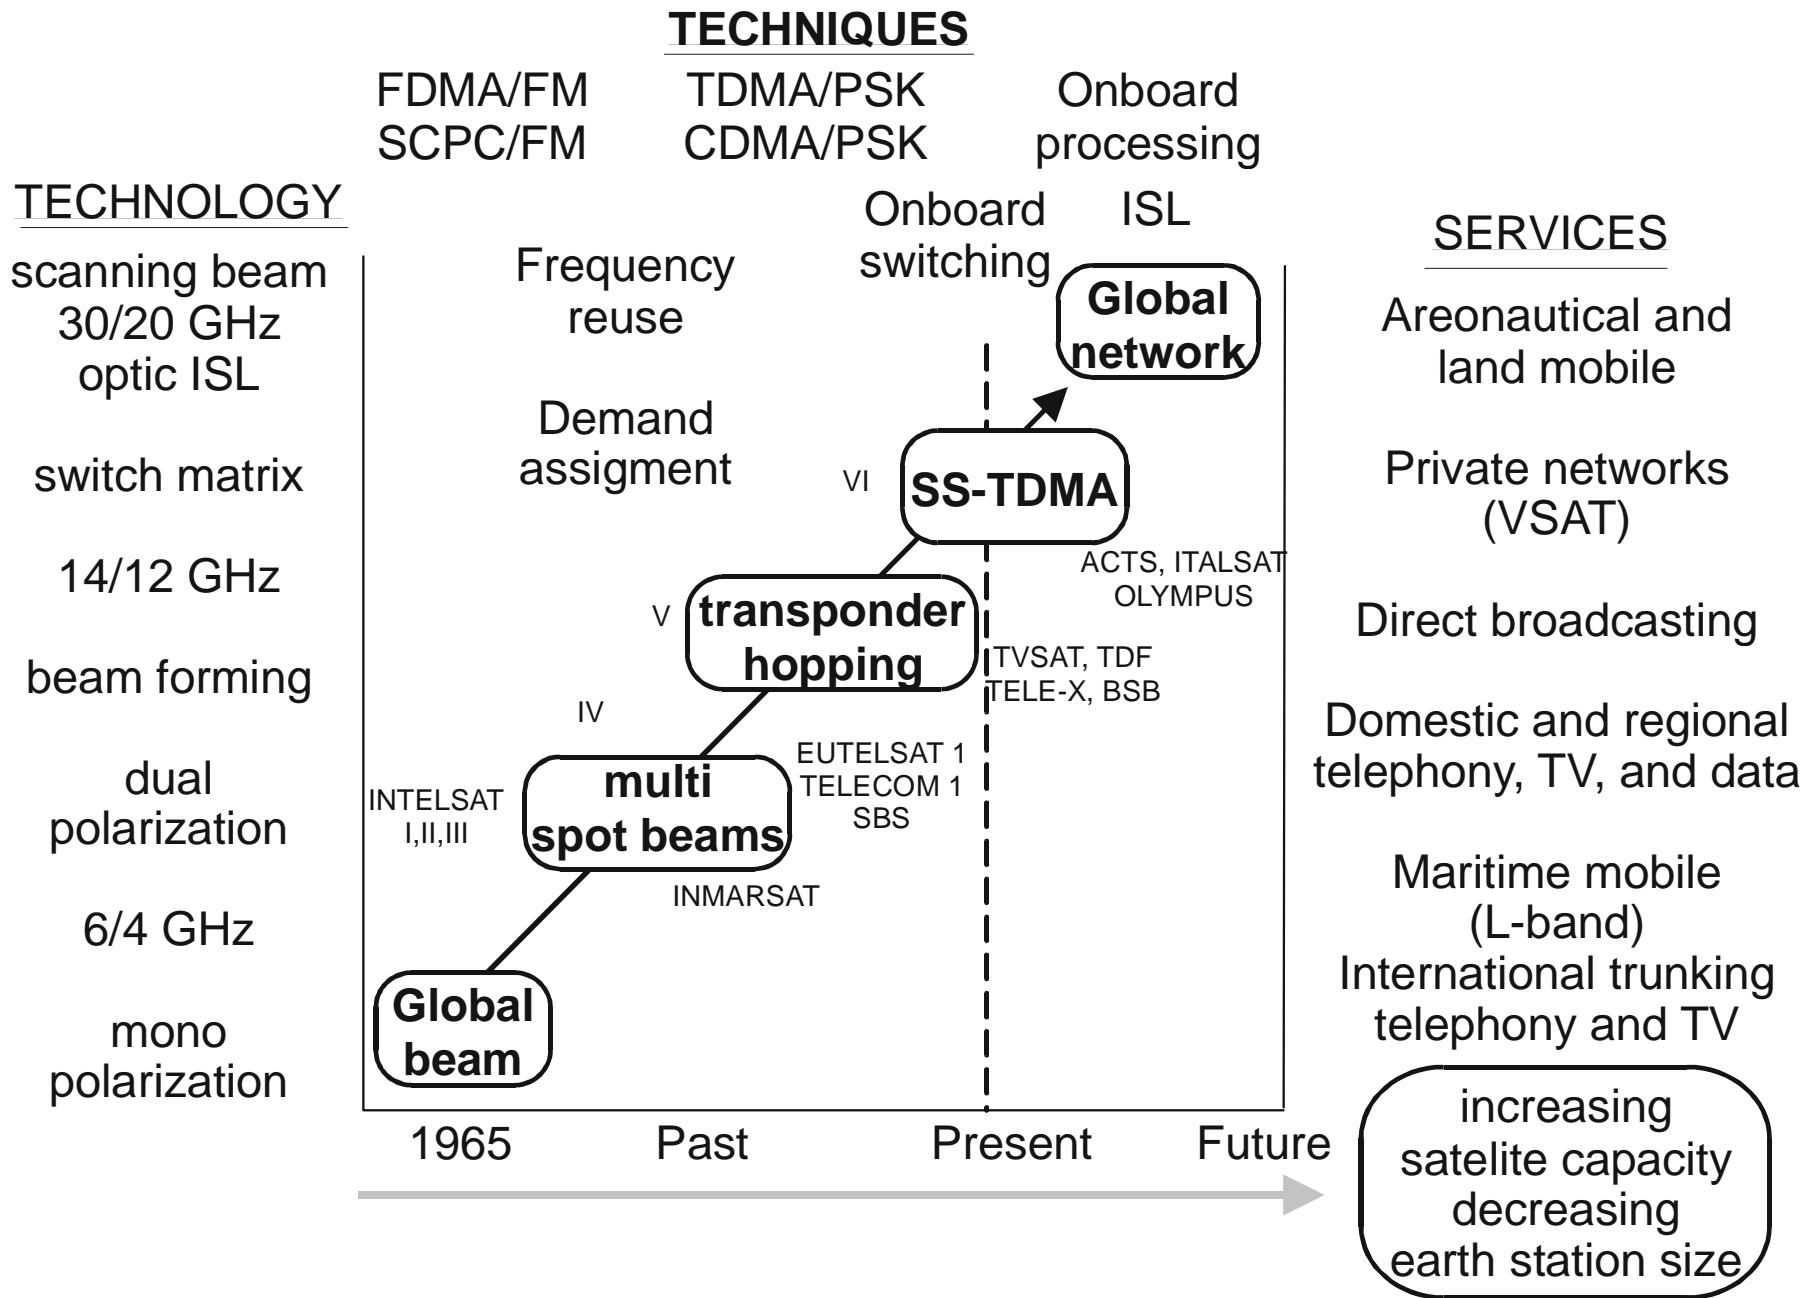 TECHNIQUES
FDMA/FM
SCPC/FM
TDMA/PSK
CDMA/PSK
Onboard
processing
ISL
Onboard
switching
Frequency
reuse
Demand
assigment
TECHNOLOGY
scanning beam
30/20 GHz
optic ISL
switch matrix
14/12 GHz
beam forming
dual
polarization
6/4 GHz
mono
polarization
Global
network
VI
SS-TDMA
ACTS, ITALSAT
OLYMPUS
V
transponder
hopping
TVSAT, TDF
TELE-X, BSB
IV
multi
spot beams
EUTELSAT 1
TELECOM 1
SBS
INTELSAT
I,II,III
INMARSAT
Global
beam
1965
Past
Present
Future
SERVICES
Areonautical and
land mobile
Private networks
(VSAT)
Direct broadcasting
Domestic and regional
telephony, TV, and data
Maritime mobile
(L-band)
International trunking
telephony and TV
increasing
satelite capacity
decreasing
earth station size